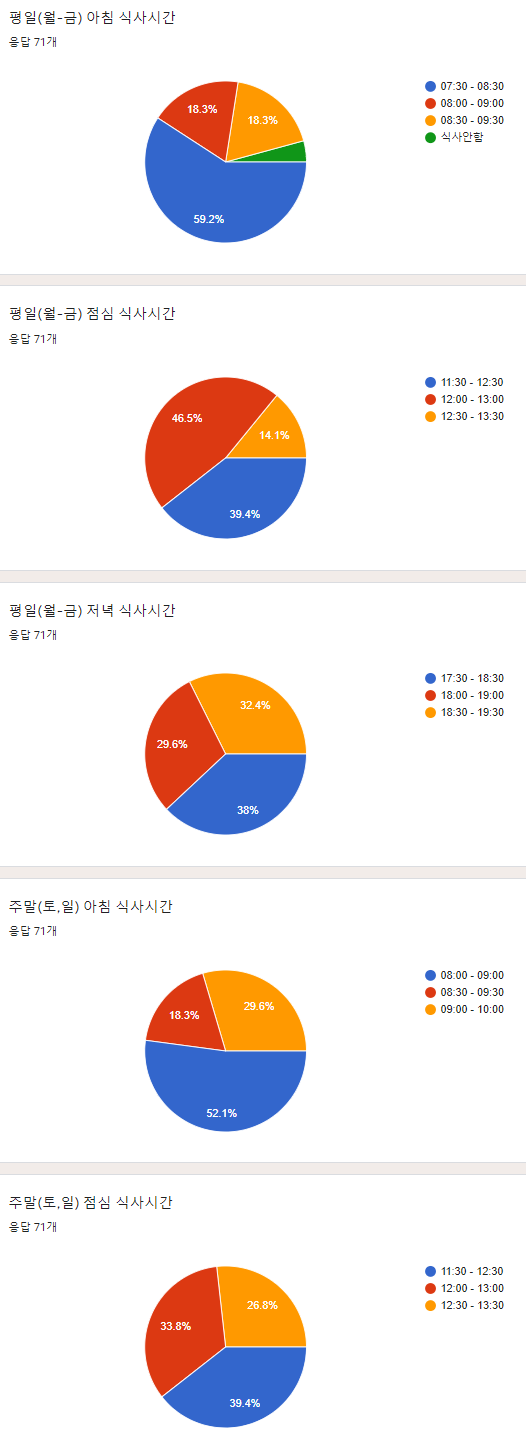 평일(월-금) 아침 식사시간
응답 71개
07:30 - 08:30
08:00 - 09:00
08:30 - 09:30
식사안함
18.3%
18.3%
59.2%
평일(월-금) 점심 식사시간
응답 71개
11:30 - 12:30
12:00 - 13:00
12:30 - 13:30
46.5%
14.1%
39.4%
평일(월-금) 저녁 식사시간
응답 71개
17:30 - 18:30
18:00 - 19:00
18:30 - 19:30
32.4%
29.6%
38%
주말(토,일) 아침 식사시간
응답 71개
08:00 - 09:00
08:30 - 09:30
09:00 - 10:00
29.6%
18.3%
52.1%
주말(토,일) 점심 식사시간
응답 71개
11:30 - 12:30
12:00 - 13:00
12:30 - 13:30
26.8%
33.8%
39.4%